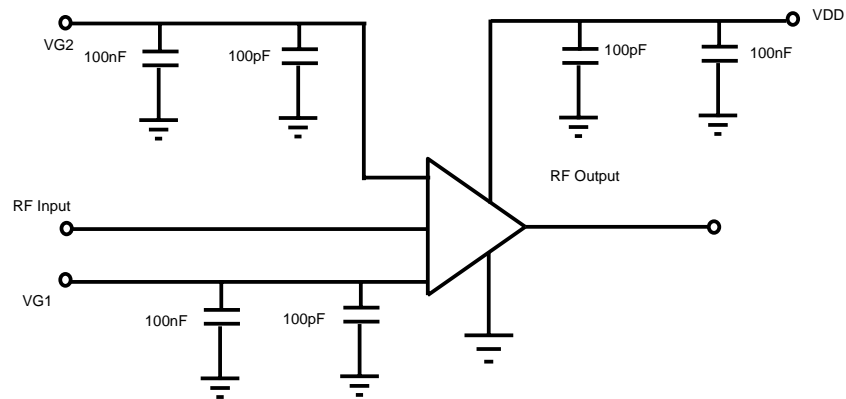 VDD
VG2
100nF
100pF
100pF
100nF
RF Output
RF Input
VG1
100nF
100pF